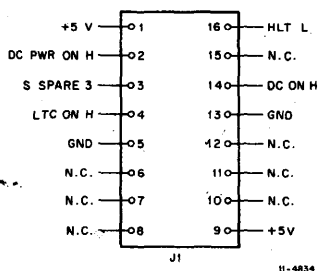 +5 V 1 16 HLT L
DC PWR ON H 2 15 N.C.
S SPARE 3 3 14 DC ON H
LTC ON H 4 13 GND
GND 5 12 N.C.
N.C. 6 11 N.C.
N.C. 7 10 N.C.
N.C. 8 9 +5V
J1
11-4834